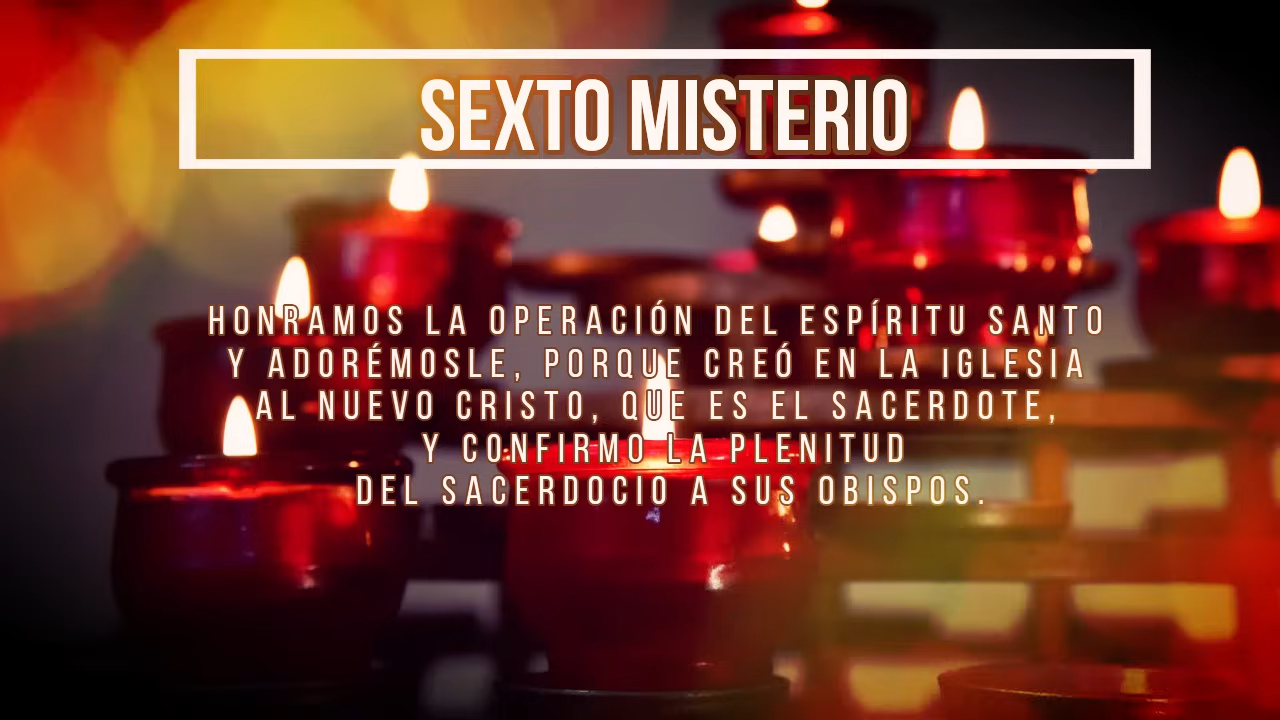 SEXTO MISTERIO
HONRAMOS LA OPERACIÓN DEL ESPÍRITU SANTO
Y ADORÉMOSLE, PORQUE CREÓ EN LA IGLESIA
AL NUEVO CRISTO, QUE ES EL SACERDOTE,
Y CONFIRMO LA PLENITUD
DEL SACERDOCIO A SUS OBISPOS.